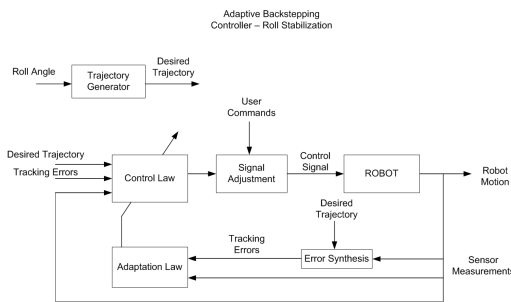 Adaptive Backstepping
Controller – Roll Stabilization
Roll Angle
Trajectory
Generator
Desired
Trajectory
User
Commands
Desired Trajectory
Tracking Errors
Control Law
Signal
Adjustment
Control
Signal
ROBOT
Robot
Motion
Desired
Trajectory
Tracking
Errors
Error Synthesis
Adaptation Law
Sensor
Measurements